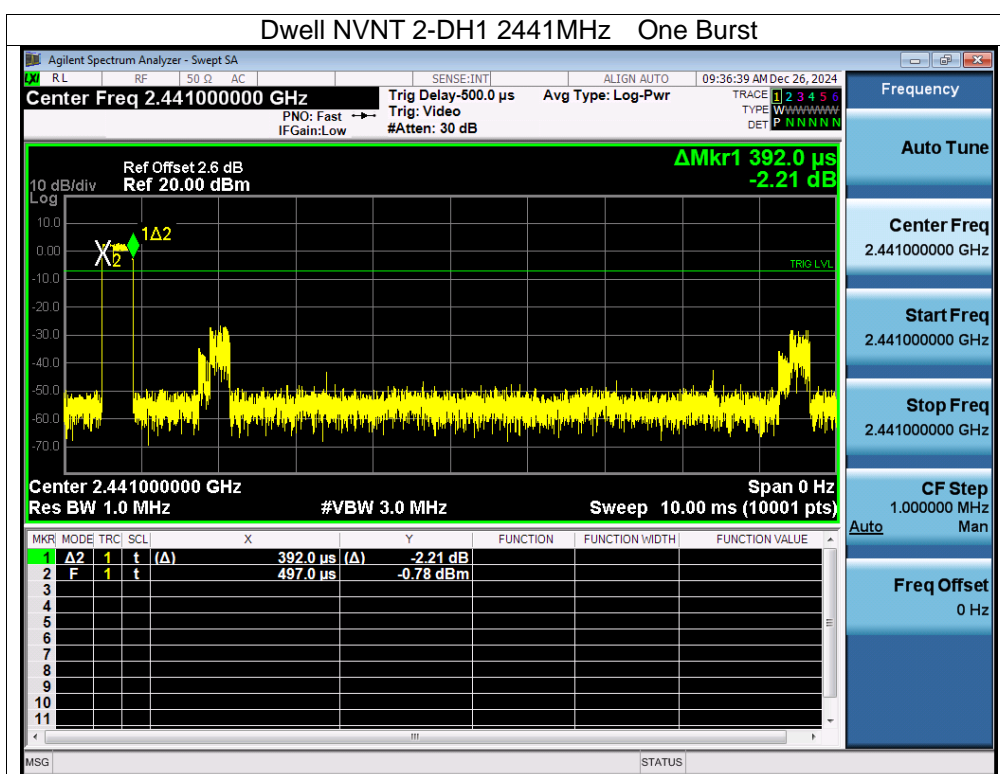 Dwell NVNT 2-DH1 2441MHz One Burst
Agilent Spectrum Analyzer - Swept SA
LXI RL RF 50 Ω AC SENSE:INT ALIGN AUTO 09:36:39 AM Dec 26, 2024
Center Freq 2.441000000 GHz
PNO: Fast
IFGain:Low
Trig Delay-500.0 µs
Trig: Video
#Atten: 30 dB
Avg Type: Log-Pwr
TRACE 1 2 3 4 5 6
TYPE WWWWWW
DET P N N N N N
ΔMkr1 392.0 µs
-2.21 dB
Ref Offset 2.6 dB
10 dB/div Ref 20.00 dBm
Log
10.0
0.00
-10.0
-20.0
-30.0
-40.0
-50.0
-60.0
-70.0
1Δ2
X2
TRIG LVL
Center 2.441000000 GHz Span 0 Hz
Res BW 1.0 MHz #VBW 3.0 MHz Sweep 10.00 ms (10001 pts)
MKR MODE TRC SCL X Y FUNCTION FUNCTION WIDTH FUNCTION VALUE
1 Δ2 1 t (Δ) 392.0 µs (Δ) -2.21 dB
2 F 1 t 497.0 µs -0.78 dBm
3
4
5
6
7
8
9
10
11
MSG STATUS
Frequency
Auto Tune
Center Freq
2.441000000 GHz
Start Freq
2.441000000 GHz
Stop Freq
2.441000000 GHz
CF Step
1.000000 MHz
Auto Man
Freq Offset
0 Hz